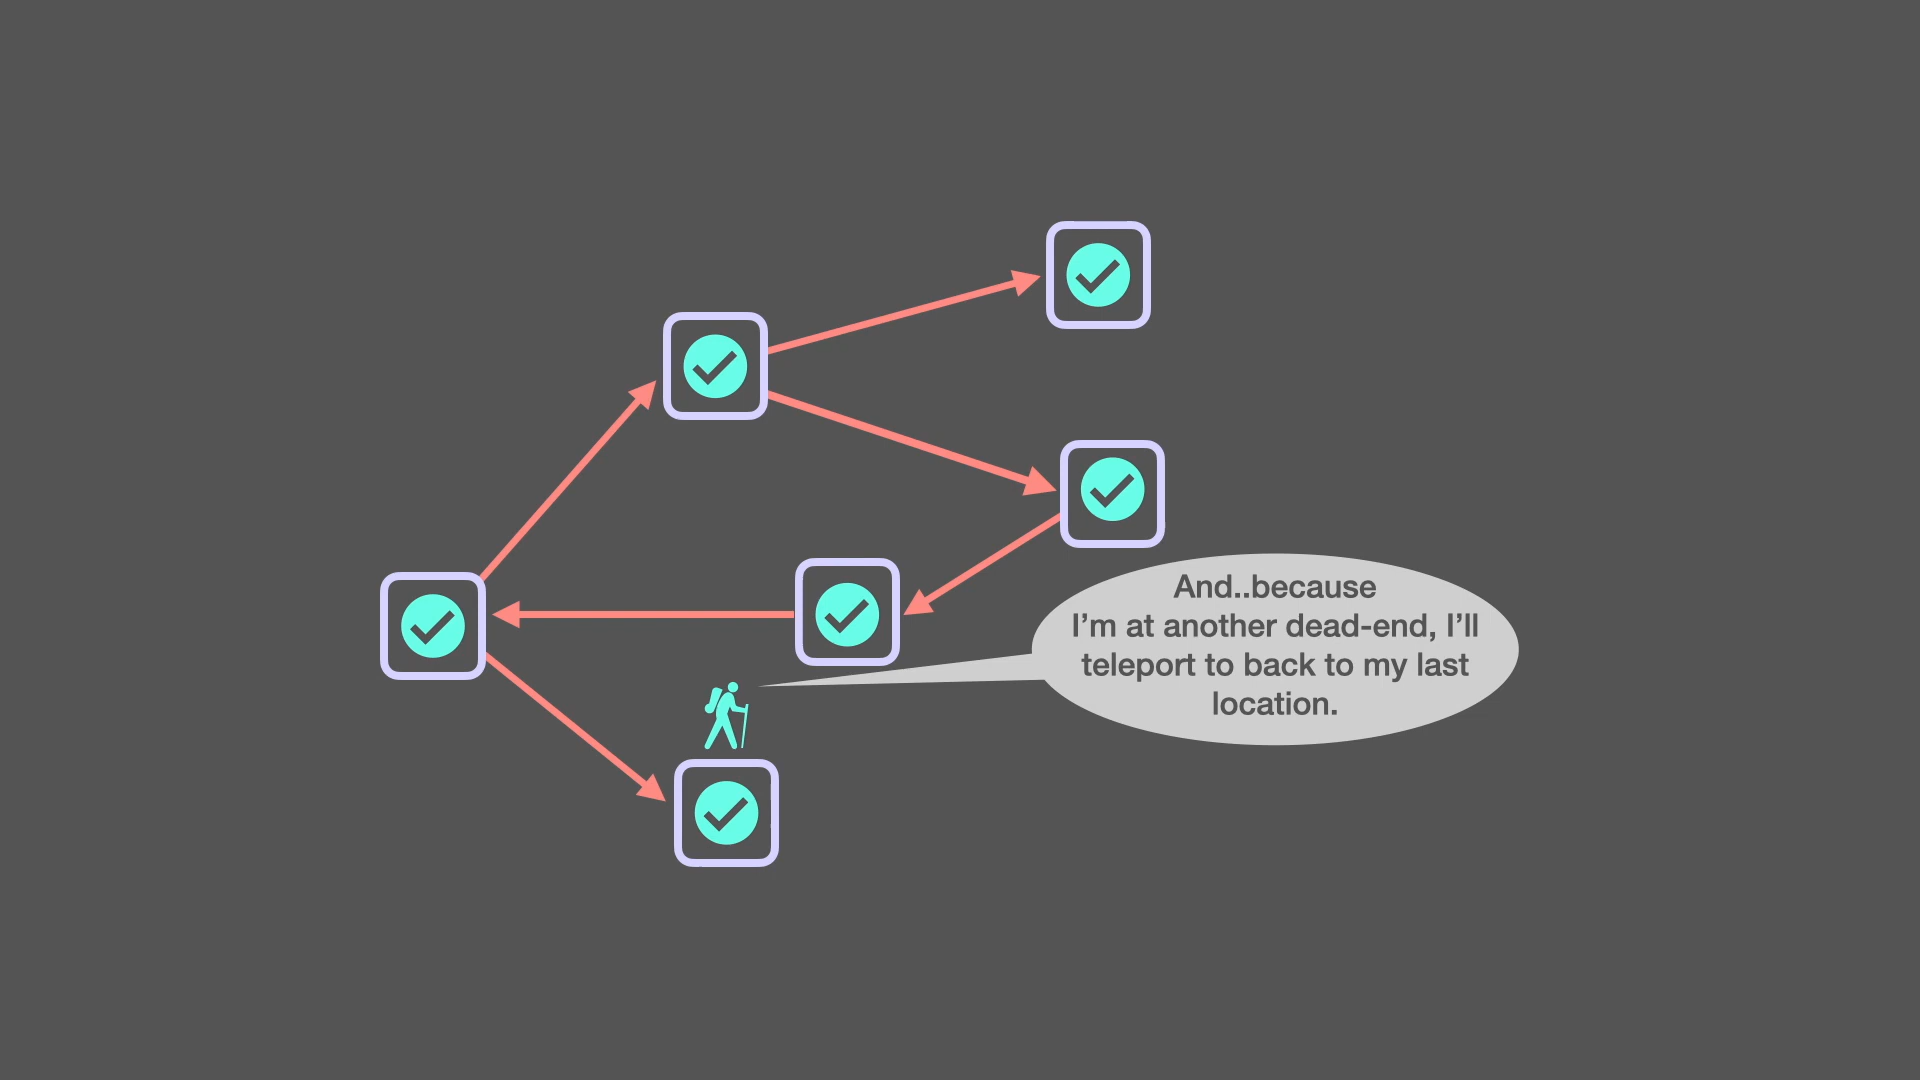 And..because
I’m at another dead-end, I’ll
teleport to back to my last
location.